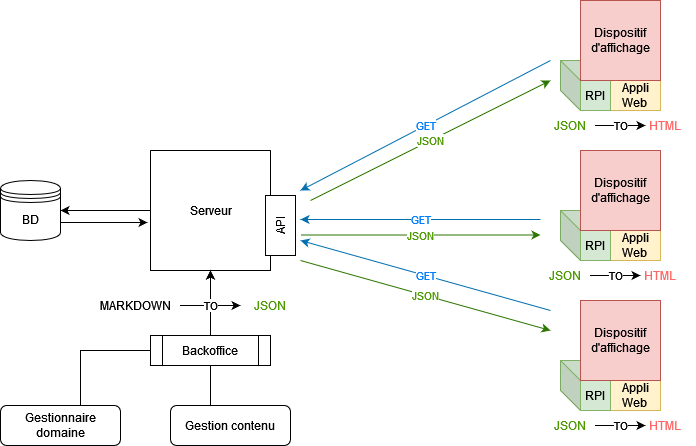 Dispositif
d'affichage
RPI
Appli
Web
JSON TO HTML
GET
JSON
Dispositif
d'affichage
RPI
Appli
Web
JSON TO HTML
GET
JSON
BD
Serveur
API
GET
JSON
Dispositif
d'affichage
RPI
Appli
Web
JSON TO HTML
MARKDOWN TO JSON
Backoffice
Gestionnaire
domaine
Gestion contenu